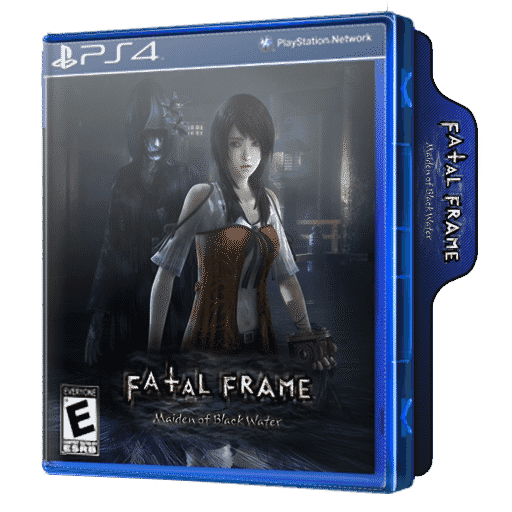 PS4
PlayStation Network
FATAL FRAME
Maiden of Black Water
EVERYONE
E
ESRB
FATAL FRAME
Maiden of Black Water